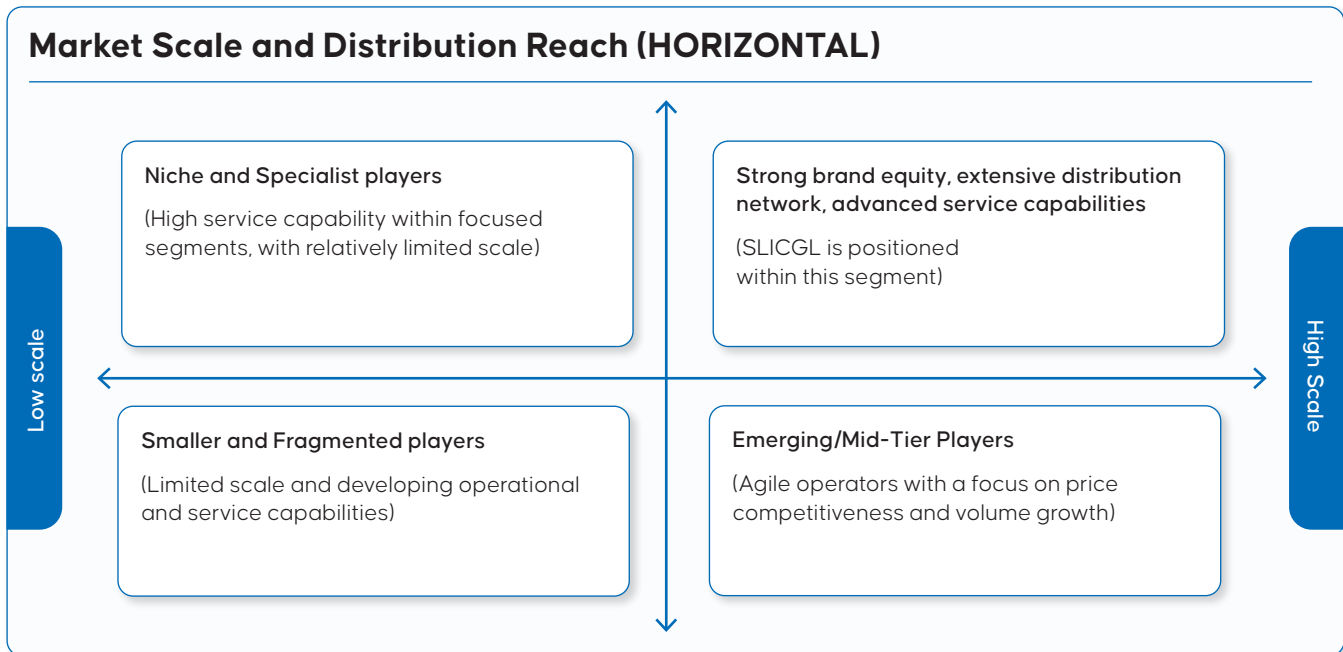 Market Scale and Distribution Reach (HORIZONTAL)
Niche and Specialist players
(High service capability within focused
segments, with relatively limited scale)
Strong brand equity, extensive distribution
network, advanced service capabilities
(SLICGL is positioned
within this segment)
Low scale
High Scale
Smaller and Fragmented players
(Limited scale and developing operational
and service capabilities)
Emerging/Mid-Tier Players
(Agile operators with a focus on price
competitiveness and volume growth)